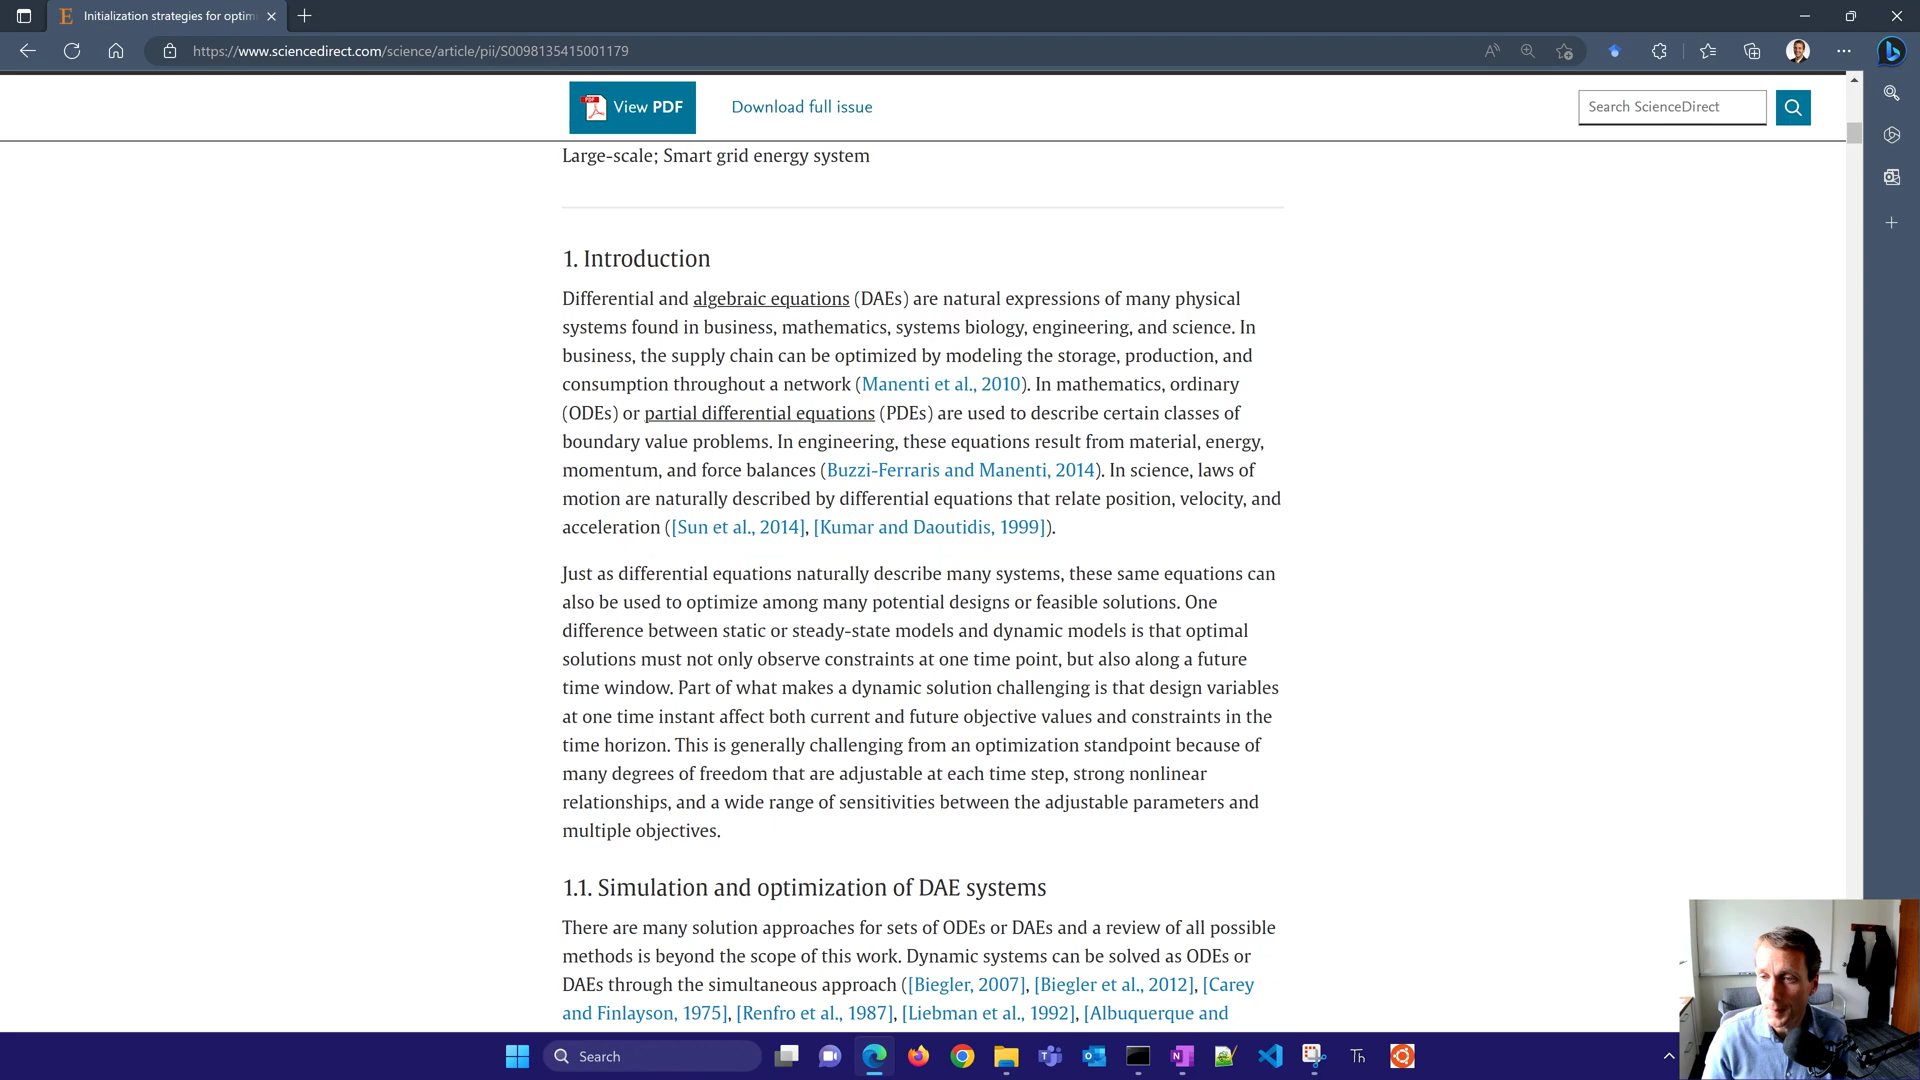 Initialization strategies for optim
https://www.sciencedirect.com/science/article/pii/S0098135415001179
View PDF
Download full issue
Search ScienceDirect
Large-scale; Smart grid energy system
1. Introduction
Differential and algebraic equations (DAEs) are natural expressions of many physical
systems found in business, mathematics, systems biology, engineering, and science. In
business, the supply chain can be optimized by modeling the storage, production, and
consumption throughout a network (Manenti et al., 2010). In mathematics, ordinary
(ODEs) or partial differential equations (PDEs) are used to describe certain classes of
boundary value problems. In engineering, these equations result from material, energy,
momentum, and force balances (Buzzi-Ferraris and Manenti, 2014). In science, laws of
motion are naturally described by differential equations that relate position, velocity, and
acceleration ([Sun et al., 2014], [Kumar and Daoutidis, 1999]).
Just as differential equations naturally describe many systems, these same equations can
also be used to optimize among many potential designs or feasible solutions. One
difference between static or steady-state models and dynamic models is that optimal
solutions must not only observe constraints at one time point, but also along a future
time window. Part of what makes a dynamic solution challenging is that design variables
at one time instant affect both current and future objective values and constraints in the
time horizon. This is generally challenging from an optimization standpoint because of
many degrees of freedom that are adjustable at each time step, strong nonlinear
relationships, and a wide range of sensitivities between the adjustable parameters and
multiple objectives.
1.1. Simulation and optimization of DAE systems
There are many solution approaches for sets of ODEs or DAEs and a review of all possible
methods is beyond the scope of this work. Dynamic systems can be solved as ODEs or
DAEs through the simultaneous approach ([Biegler, 2007], [Biegler et al., 2012], [Carey
and Finlayson, 1975], [Renfro et al., 1987], [Liebman et al., 1992], [Albuquerque and
Search
Th